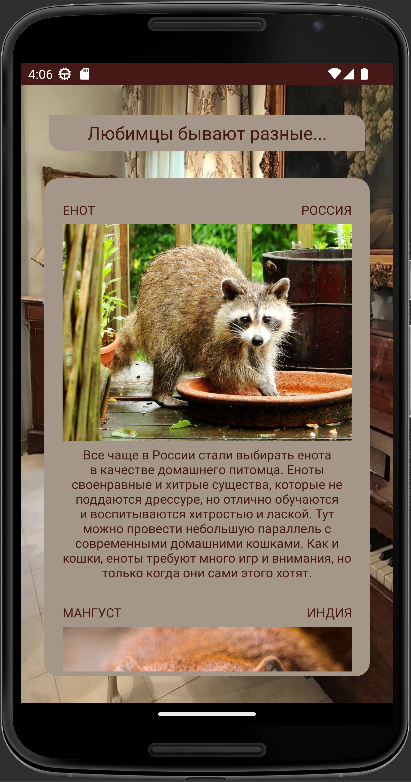 4:06
Любимцы бывают разные...
ЕНОТ РОССИЯ
Все чаще в России стали выбирать енота
в качестве домашнего питомца. Еноты
своенравные и хитрые существа, которые не
поддаются дрессуре, но отлично обучаются
и воспитываются хитростью и лаской. Тут
можно провести небольшую параллель с
современными домашними кошками. Как и
кошки, еноты требуют много игр и внимания, но
только когда они сами этого хотят.
МАНГУСТ ИНДИЯ